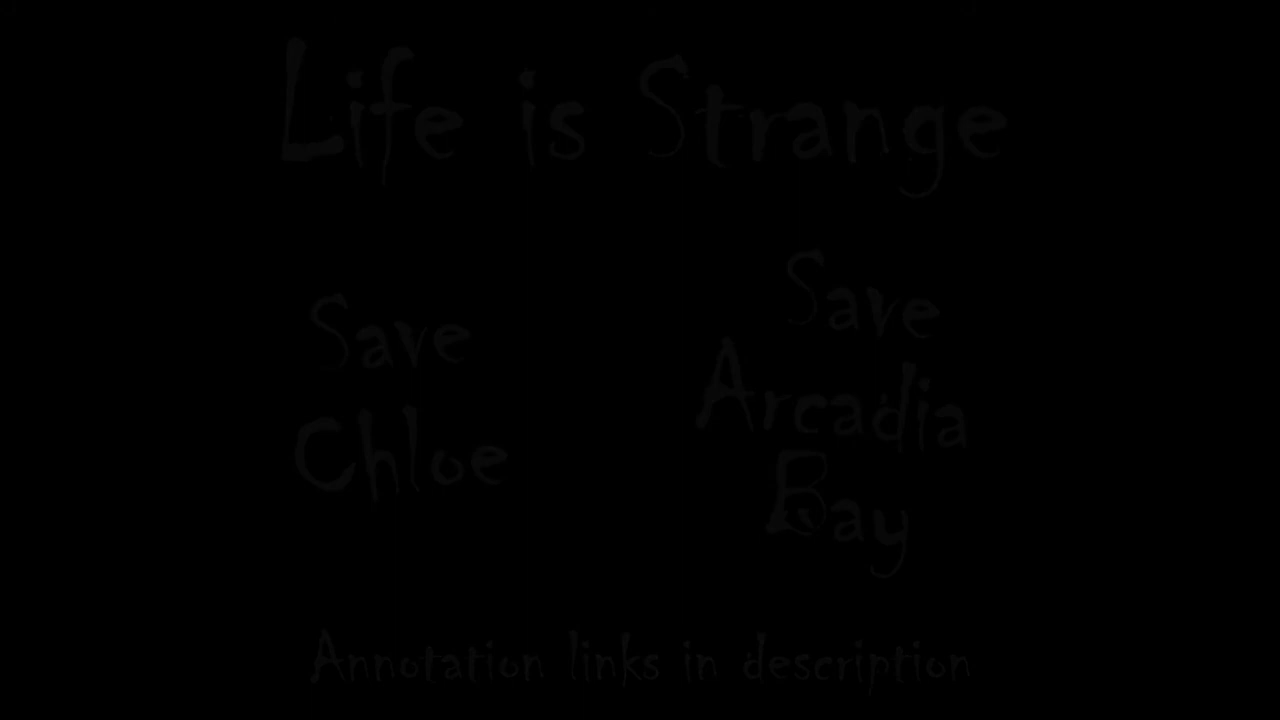 Life is Strange
Save
Chloe
Save
Arcadia
Bay
Annotation links in description